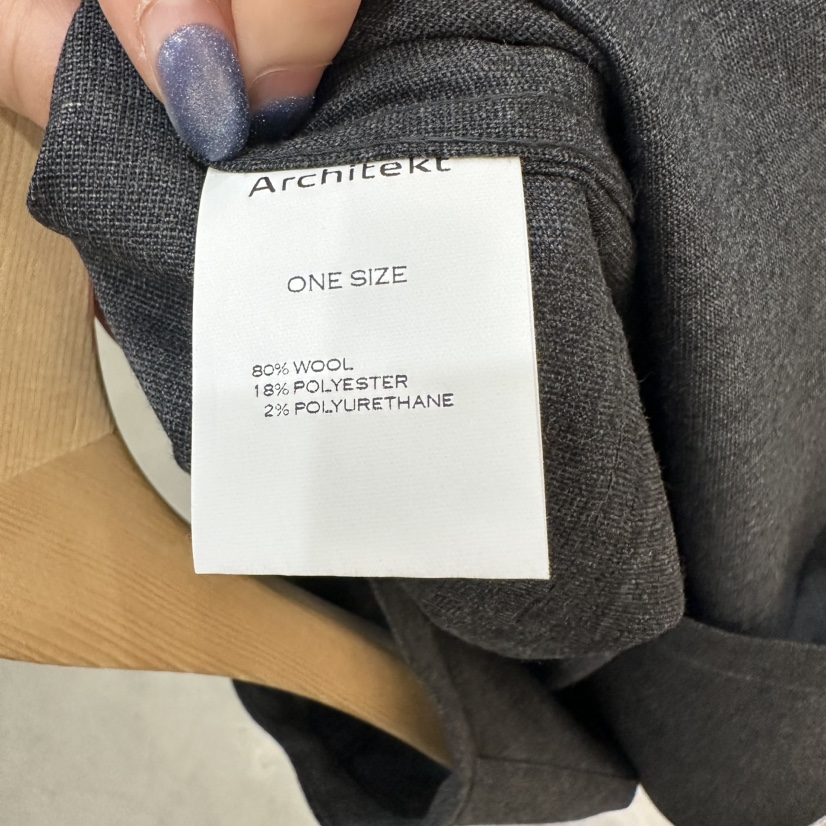 Architekt
ONE SIZE
80% WOOL
18% POLYESTER
2% POLYURETHANE